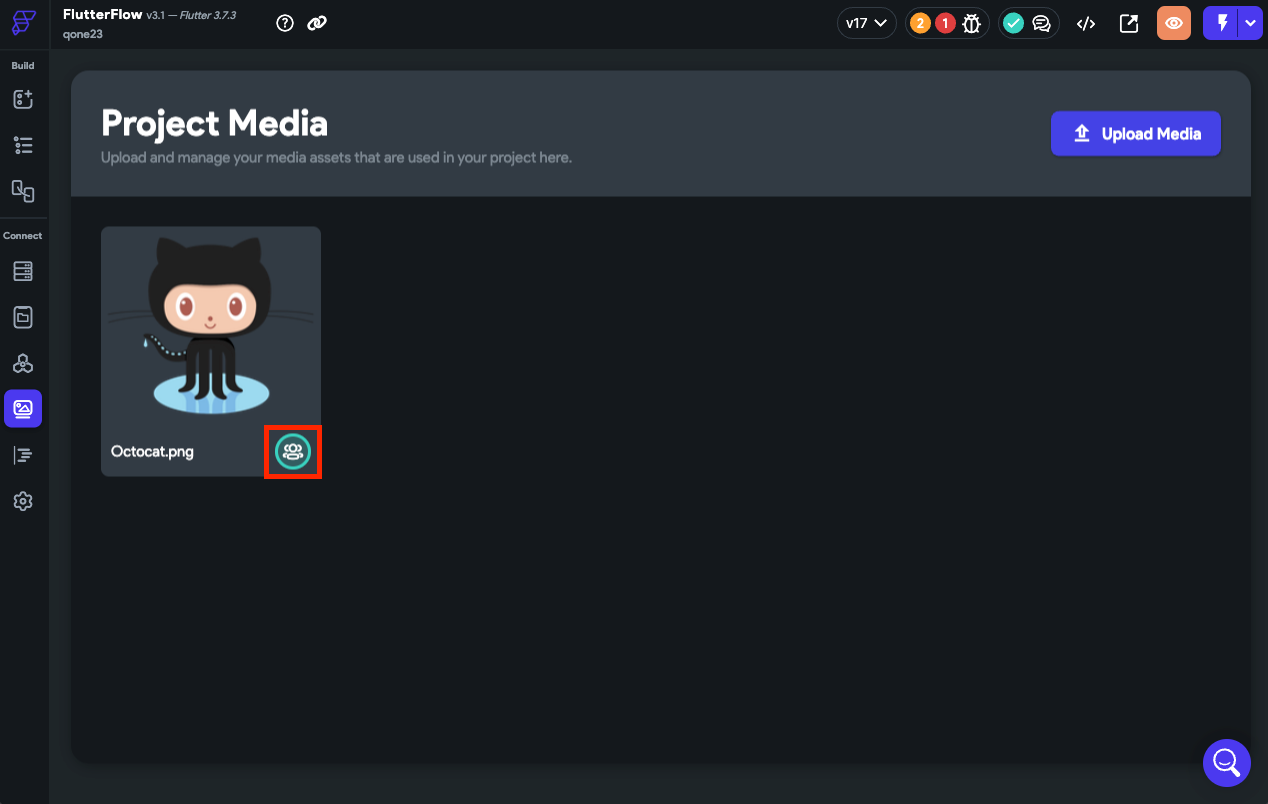 FlutterFlow v3.1 — Flutter 3.7.3
qone23
v17
2
1
Build
Connect
Project Media
Upload and manage your media assets that are used in your project here.
Upload Media
Octocat.png